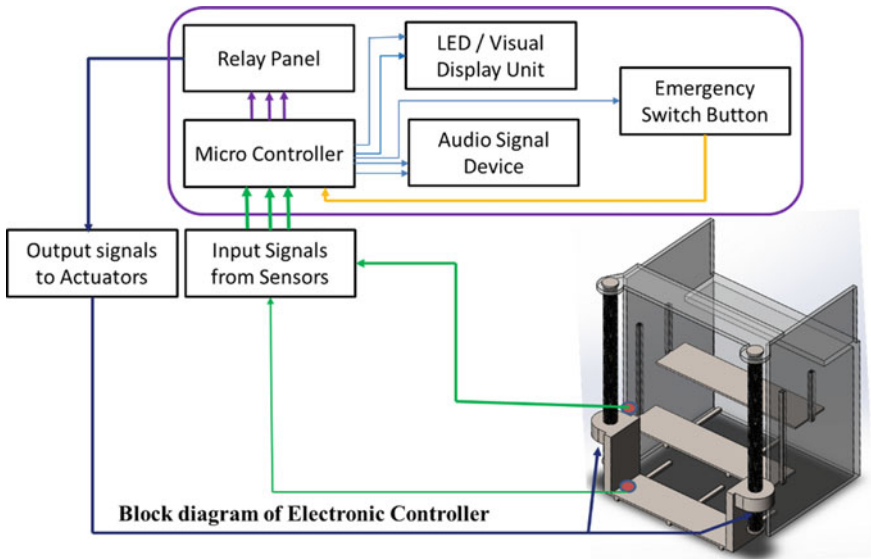 Relay Panel
LED / Visual
Display Unit
Emergency
Switch Button
Micro Controller
Audio Signal
Device
Output signals
to Actuators
Input Signals
from Sensors
Block diagram of Electronic Controller